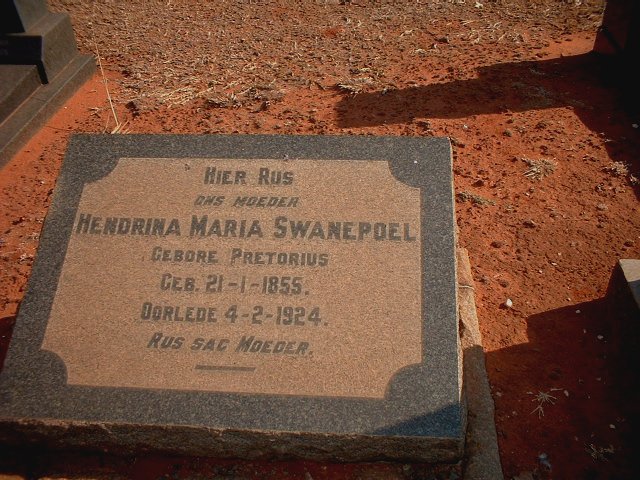 HIER RUS
ONS MOEDER
HENDRINA MARIA SWANEPOEL
GEBORE PRETORIUS
GEB. 21-1-1855.
OORLEDE 4-2-1924.
RUS SAG MOEDER.